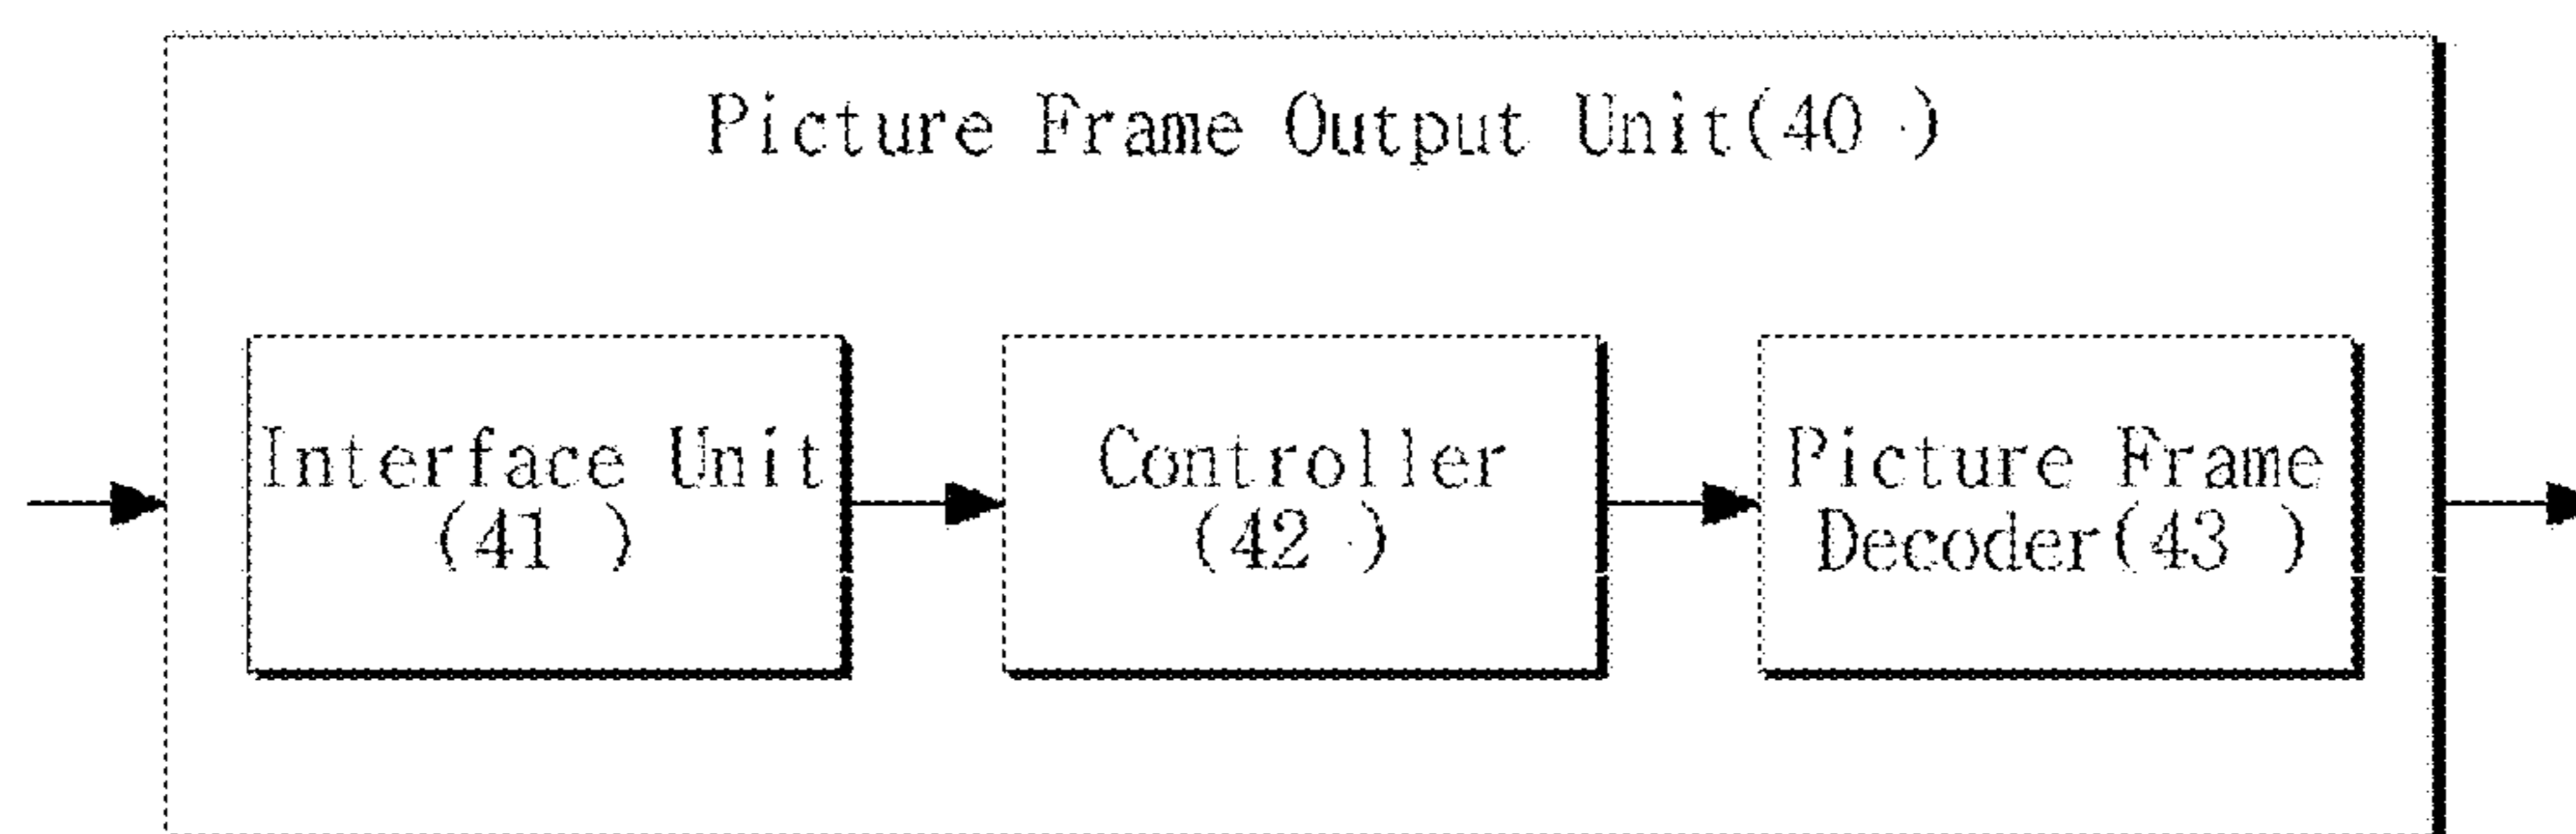 Picture Frame Output Unit(40 )
Interface Unit
(41 )
Controller
(42 )
Picture Frame
Decoder(43 )